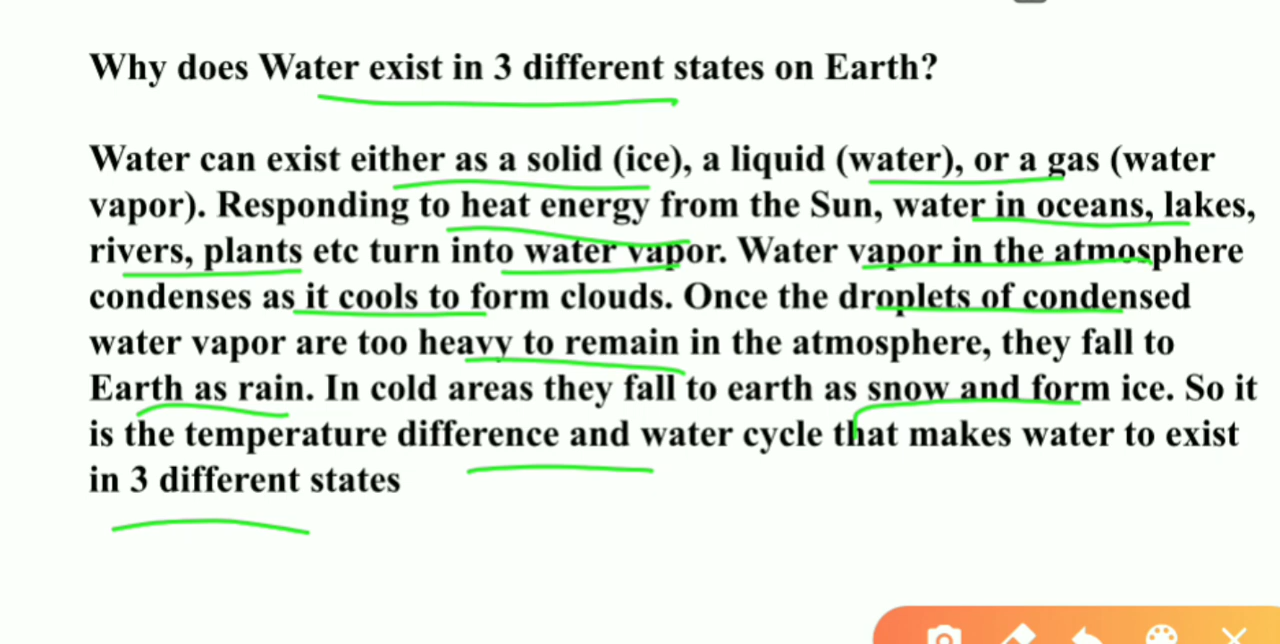 Why does Water exist in 3 different states on Earth?
Water can exist either as a solid (ice), a liquid (water), or a gas (water
vapor). Responding to heat energy from the Sun, water in oceans, lakes,
rivers, plants etc turn into water vapor. Water vapor in the atmosphere
condenses as it cools to form clouds. Once the droplets of condensed
water vapor are too heavy to remain in the atmosphere, they fall to
Earth as rain. In cold areas they fall to earth as snow and form ice. So it
is the temperature difference and water cycle that makes water to exist
in 3 different states